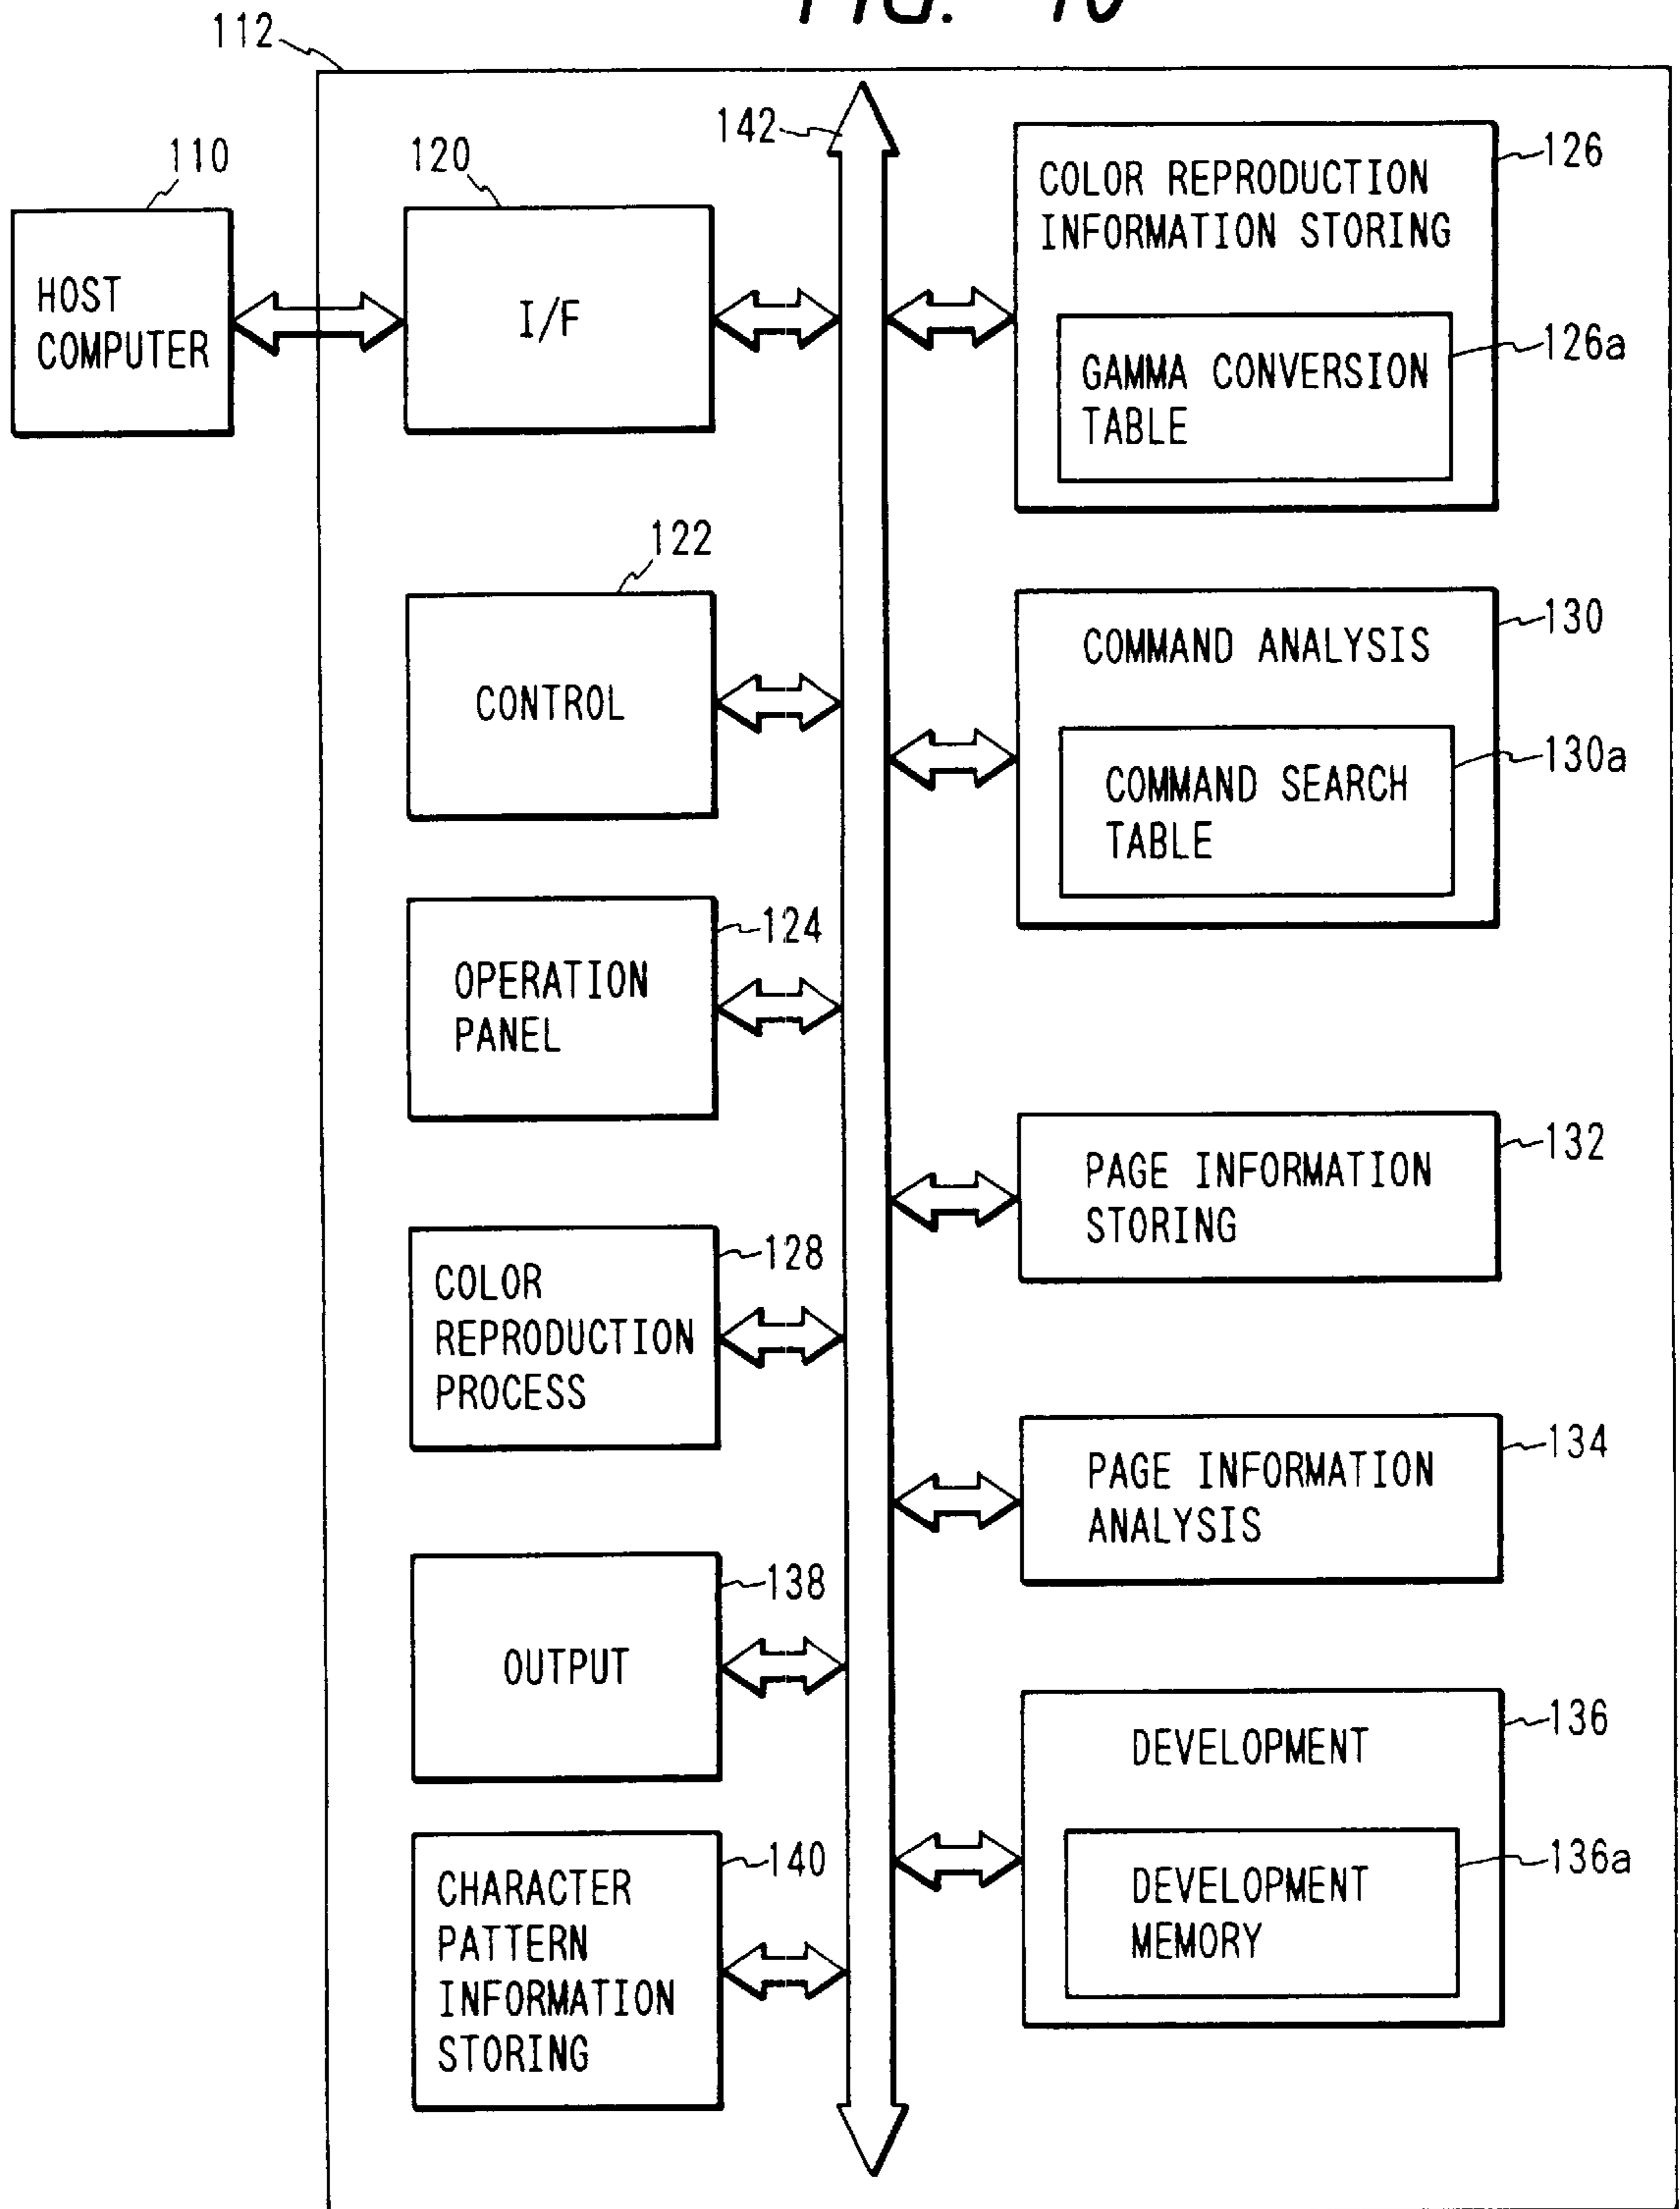 FIG.
112
142
110
120
126
COLOR REPRODUCTION
INFORMATION STORING
HOST
COMPUTER
I/F
126a
GAMMA CONVERSION
TABLE
122
CONTROL
130
COMMAND ANALYSIS
130a
COMMAND SEARCH
TABLE
124
OPERATION
PANEL
132
PAGE INFORMATION
STORING
128
COLOR
REPRODUCTION
PROCESS
134
PAGE INFORMATION
ANALYSIS
138
OUTPUT
136
DEVELOPMENT
136a
DEVELOPMENT
MEMORY
140
CHARACTER
PATTERN
INFORMATION
STORING